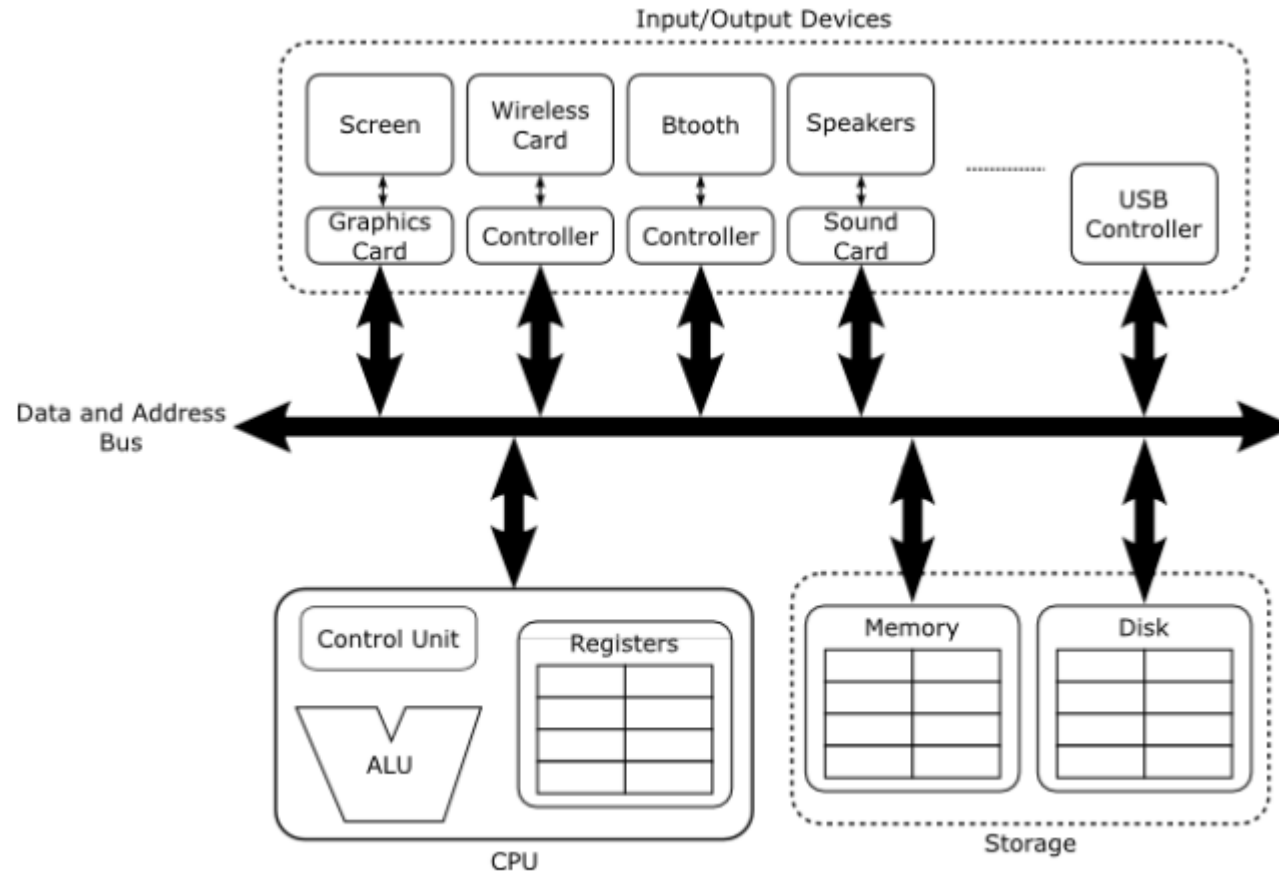 Input/Output Devices
Screen
Wireless
Card
Btooth
Speakers
Graphics
Card
Controller
Controller
Sound
Card
USB
Controller
Data and Address
Bus
Control Unit
ALU
Registers
CPU
Memory
Disk
Storage